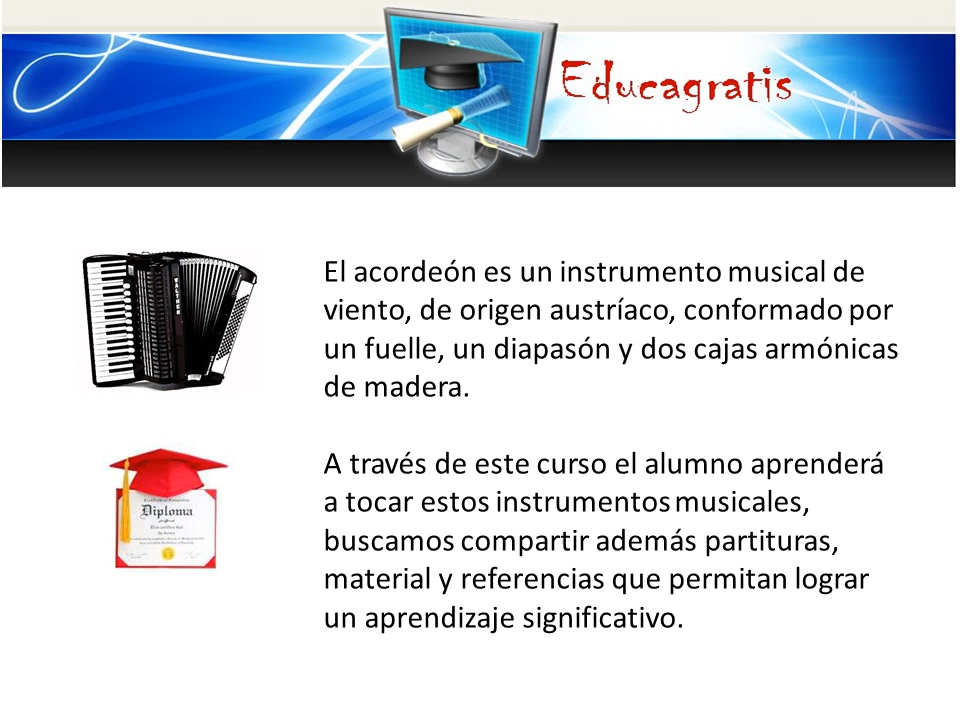 Educagratis
WALTHER
El acordeón es un instrumento musical de
viento, de origen austríaco, conformado por
un fuelle, un diapasón y dos cajas armónicas
de madera.
Diploma
A través de este curso el alumno aprenderá
a tocar estos instrumentos musicales,
buscamos compartir además partituras,
material y referencias que permitan lograr
un aprendizaje significativo.